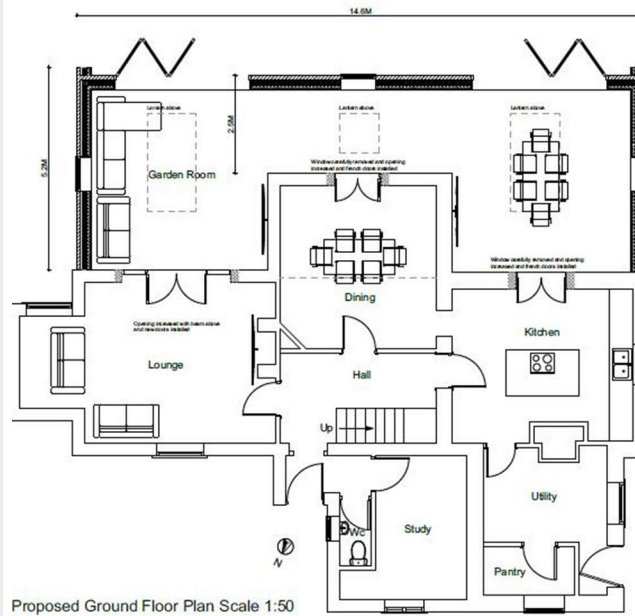 14.6M
5.2M
2.5M
Lantern above
Lantern above
Lantern above
Garden Room
Window carefully removed and opening
increased and french doors installed
Window carefully removed and opening
increased and french doors installed
Dining
Kitchen
Opening increased with beam above
and new doors installed
Lounge
Hall
Up
Utility
Wc
Study
N
Pantry
Proposed Ground Floor Plan Scale 1:50